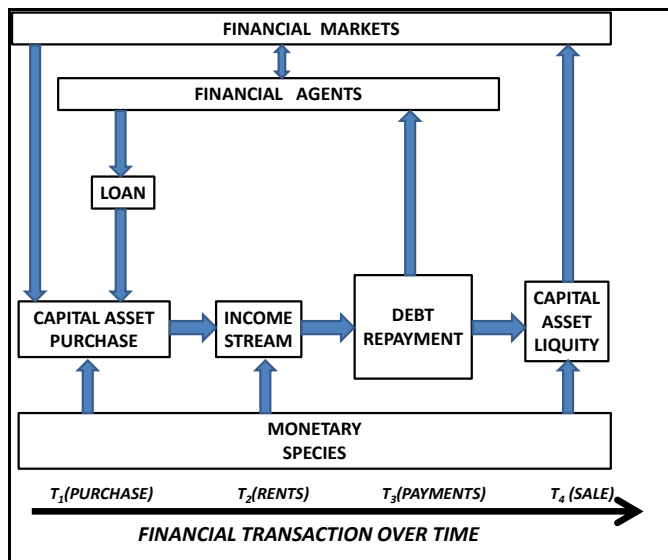 FINANCIAL MARKETS
FINANCIAL AGENTS
LOAN
CAPITAL ASSET
PURCHASE
INCOME
STREAM
DEBT
REPAYMENT
CAPITAL
ASSET
LIQUITY
MONETARY
SPECIES
T₁(PURCHASE)
T₂(RENTS)
T₃(PAYMENTS)
T₄ (SALE)
FINANCIAL TRANSACTION OVER TIME